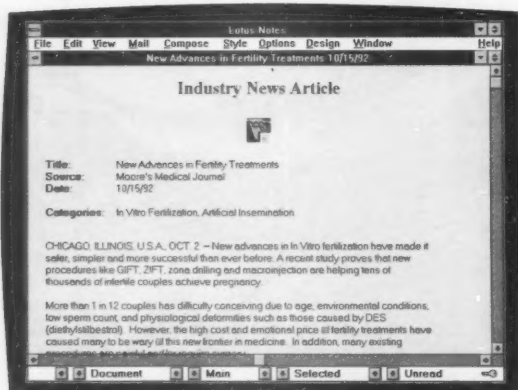 Lotus Notes
File Edit View Mail Compose Style Options Design Window Help
New Advances in Fertility Treatments 10/15/92
Industry News Article
Title: New Advances in Fertility Treatments
Source: Moore's Medical Journal
Date: 10/15/92
Categories: In Vitro Fertilization, Artificial Insemination
CHICAGO, ILLINOIS, U.S.A., OCT. 2 – New advances in In Vitro fertilization have made it
safer, simpler and more successful than ever before. A recent study proves that new
procedures like GIFT, ZIFT, zona drilling and macroinjection are helping tens of
thousands of infertile couples achieve pregnancy.
More than 1 in 12 couples has difficulty conceiving due to age, environmental conditions,
low sperm count, and physiological deformities such as those caused by DES
(diethylstilbestrol). However, the high cost and emotional price of fertility treatments have
caused many to be wary of this new frontier in medicine. In addition, many existing
procedures are painful and/or require surgery.
Document Main Selected Unread